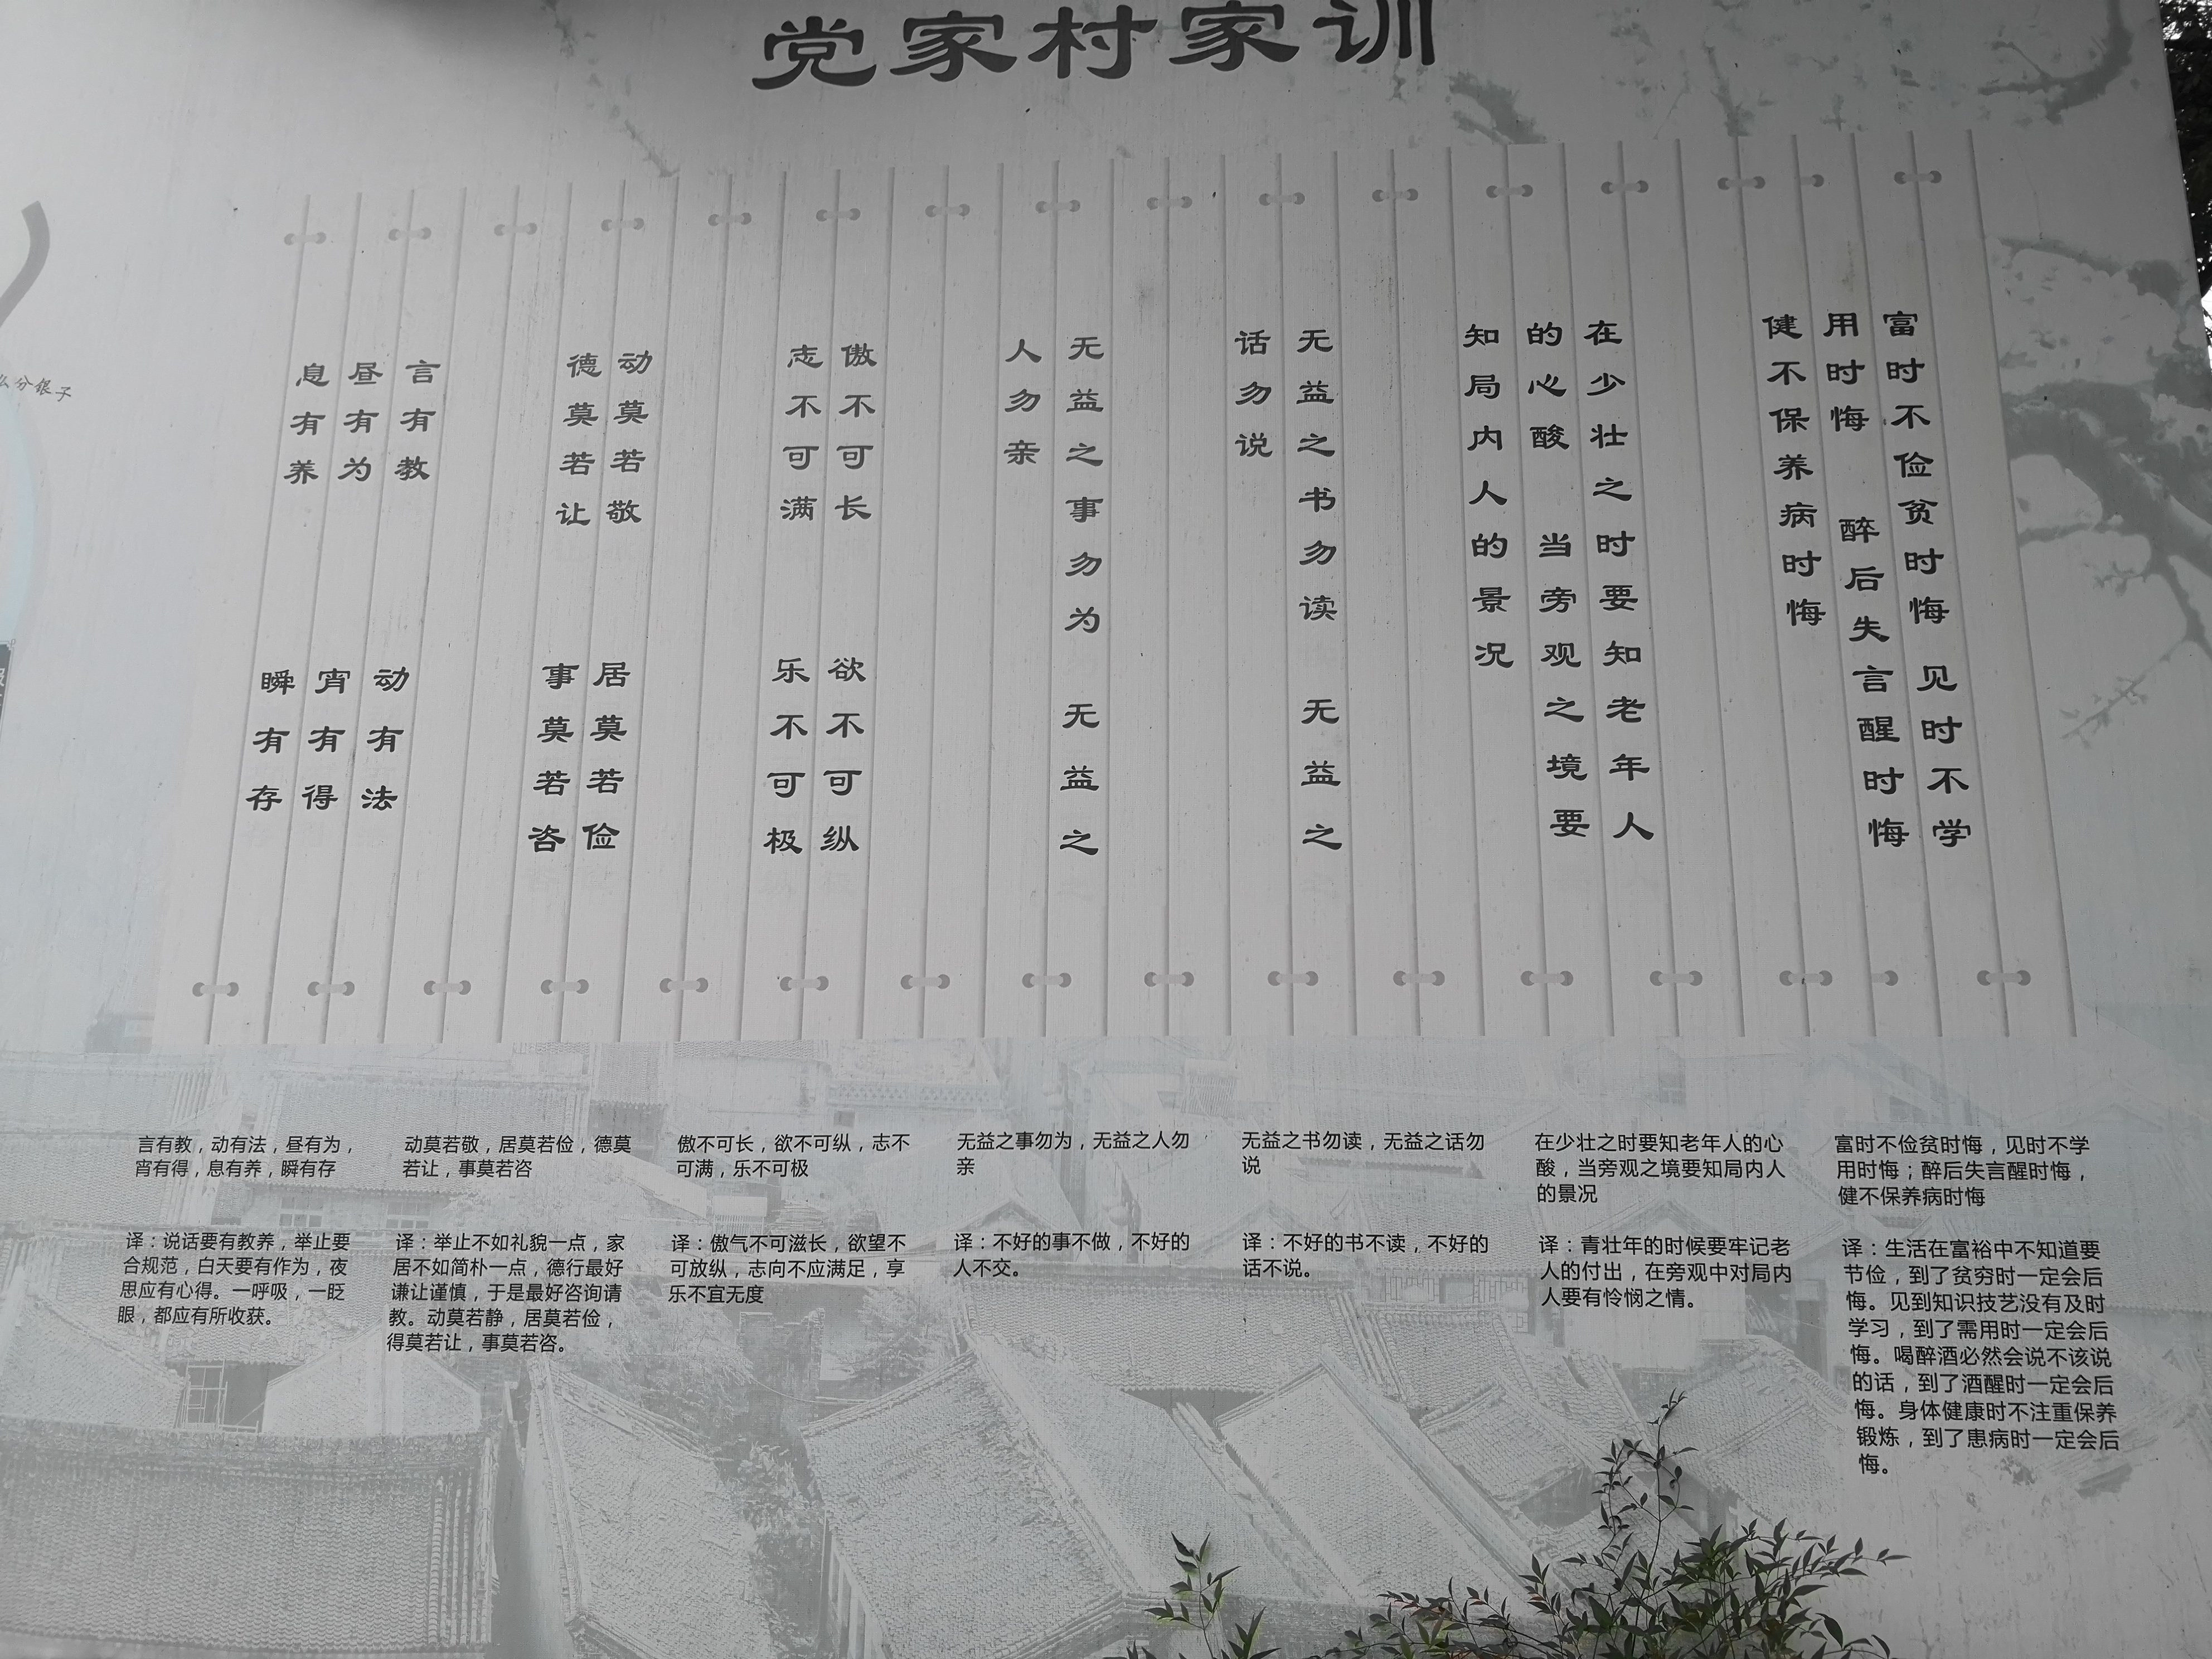 党家村家训
富时不俭贫时悔 见时不学
用时悔 醉后失言醒时悔
健不保养病时悔
在少壮之时要知老年人
的心酸 当旁观之境要
知局内人的景况
无益之书勿读 无益之
话勿说
无益之事勿为 无益之
人勿亲
傲不可长 欲不可纵
志不可满 乐不可极
动莫若敬 居莫若俭
德莫若让 事莫若咨
言有教 动有法
昼有为 宵有得
息有养 瞬有存
言有教，动有法，昼有为，
宵有得，息有养，瞬有存
译：说话要有教养，举止要
合规范，白天要有作为，夜
思应有心得。一呼吸，一眨
眼，都应有所收获。
动莫若敬，居莫若俭，德莫
若让，事莫若咨
译：举止不如礼貌一点，家
居不如简朴一点，德行最好
谦让谨慎，于是最好咨询请
教。动莫若静，居莫若俭，
得莫若让，事莫若咨。
傲不可长，欲不可纵，志不
可满，乐不可极
译：傲气不可滋长，欲望不
可放纵，志向不应满足，享
乐不宜无度
无益之事勿为，无益之人勿
亲
译：不好的事不做，不好的
人不交。
无益之书勿读，无益之话勿
说
译：不好的书不读，不好的
话不说。
在少壮之时要知老年人的心
酸，当旁观之境要知局内人
的景况
译：青壮年的时候要牢记老
人的付出，在旁观中对局内
人要有怜悯之情。
富时不俭贫时悔，见时不学
用时悔；醉后失言醒时悔，
健不保养病时悔
译：生活在富裕中不知道要
节俭，到了贫穷时一定会后
悔。见到知识技艺没有及时
学习，到了需用时一定会后
悔。喝醉酒必然会说不该说
的话，到了酒醒时一定会后
悔。身体健康时不注重保养
锻炼，到了患病时一定会后
悔。
分银子